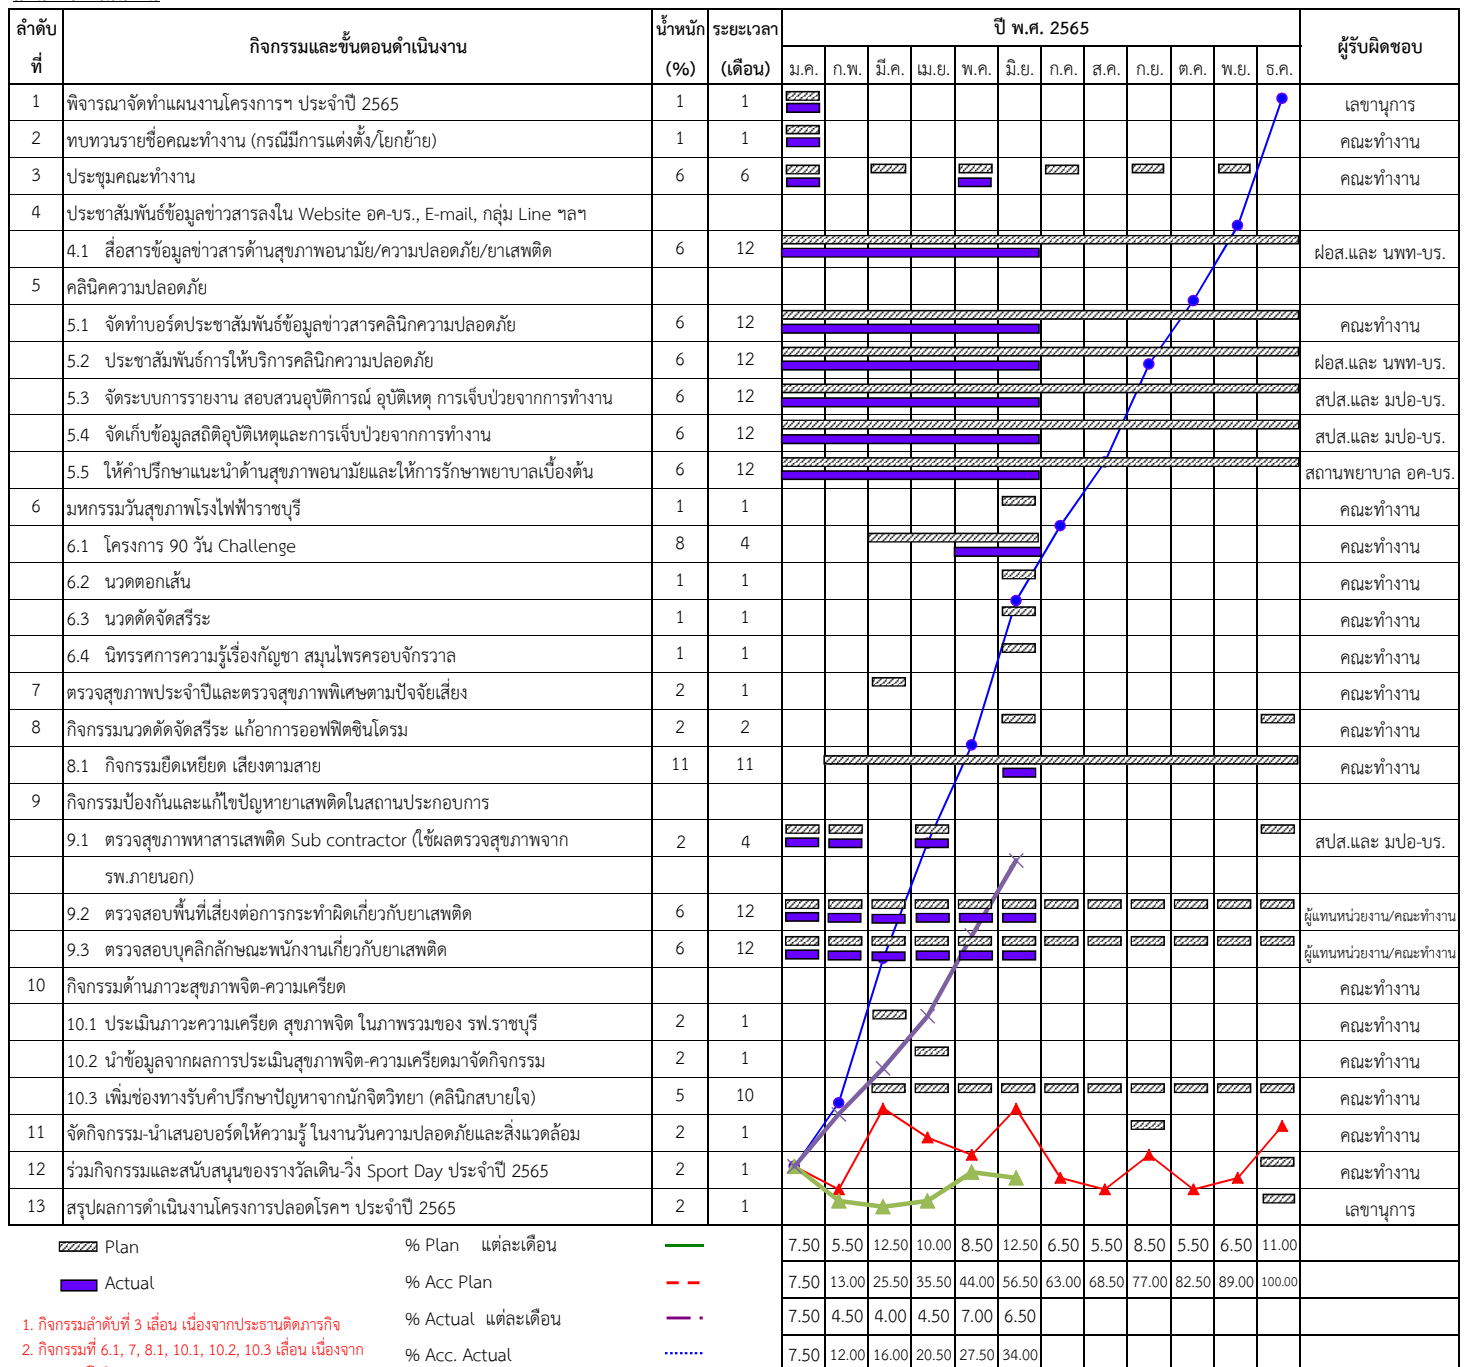 ลำดับที่ กิจกรรมและขั้นตอนดำเนินงาน น้ำหนัก (%) ระยะเวลา (เดือน) ปี พ.ศ. 2565 ผู้รับผิดชอบ
ม.ค. ก.พ. มี.ค. เม.ย. พ.ค. มิ.ย. ก.ค. ส.ค. ก.ย. ต.ค. พ.ย. ธ.ค.
1 พิจารณาจัดทำแผนงานโครงการฯ ประจำปี 2565 1 1 เลขานุการ
2 ทบทวนรายชื่อคณะทำงาน (กรณีมีการแต่งตั้ง/โยกย้าย) 1 1 คณะทำงาน
3 ประชุมคณะทำงาน 6 6 คณะทำงาน
4 ประชาสัมพันธ์ข้อมูลข่าวสารลงใน Website อค-บร., E-mail, กลุ่ม Line ฯลฯ
4.1 สื่อสารข้อมูลข่าวสารด้านสุขภาพอนามัย/ความปลอดภัย/ยาเสพติด 6 12 ฝอส.และ นพท-บร.
5 คลินิคความปลอดภัย
5.1 จัดทำบอร์ดประชาสัมพันธ์ข้อมูลข่าวสารคลินิกความปลอดภัย 6 12 คณะทำงาน
5.2 ประชาสัมพันธ์การให้บริการคลินิกความปลอดภัย 6 12 ฝอส.และ นพท-บร.
5.3 จัดระบบการรายงาน สอบสวนอุบัติการณ์ อุบัติเหตุ การเจ็บป่วยจากการทำงาน 6 12 สปส.และ มปอ-บร.
5.4 จัดเก็บข้อมูลสถิติอุบัติเหตุและการเจ็บป่วยจากการทำงาน 6 12 สปส.และ มปอ-บร.
5.5 ให้คำปรึกษาแนะนำด้านสุขภาพอนามัยและให้การรักษาพยาบาลเบื้องต้น 6 12 สถานพยาบาล อค-บร.
6 มหกรรมวันสุขภาพโรงไฟฟ้าราชบุรี 1 1 คณะทำงาน
6.1 โครงการ 90 วัน Challenge 8 4 คณะทำงาน
6.2 นวดตอกเส้น 1 1 คณะทำงาน
6.3 นวดดัดจัดสรีระ 1 1 คณะทำงาน
6.4 นิทรรศการความรู้เรื่องกัญชา สมุนไพรครอบจักรวาล 1 1 คณะทำงาน
7 ตรวจสุขภาพประจำปีและตรวจสุขภาพพิเศษตามปัจจัยเสี่ยง 2 1 คณะทำงาน
8 กิจกรรมนวดดัดจัดสรีระ แก้อาการออฟฟิตซินโดรม 2 2 คณะทำงาน
8.1 กิจกรรมยืดเหยียด เสียงตามสาย 11 11 คณะทำงาน
9 กิจกรรมป้องกันและแก้ไขปัญหายาเสพติดในสถานประกอบการ
9.1 ตรวจสุขภาพหาสารเสพติด Sub contractor (ใช้ผลตรวจสุขภาพจาก 2 4 สปส.และ มปอ-บร.
รพ.ภายนอก)
9.2 ตรวจสอบพื้นที่เสี่ยงต่อการกระทำผิดเกี่ยวกับยาเสพติด 6 12 ผู้แทนหน่วยงาน/คณะทำงาน
9.3 ตรวจสอบบุคลิกลักษณะพนักงานเกี่ยวกับยาเสพติด 6 12 ผู้แทนหน่วยงาน/คณะทำงาน
10 กิจกรรมด้านภาวะสุขภาพจิต-ความเครียด คณะทำงาน
10.1 ประเมินภาวะความเครียด สุขภาพจิต ในภาพรวมของ รฟ.ราชบุรี 2 1 คณะทำงาน
10.2 นำข้อมูลจากผลการประเมินสุขภาพจิต-ความเครียดมาจัดกิจกรรม 2 1 คณะทำงาน
10.3 เพิ่มช่องทางรับคำปรึกษาปัญหาจากนักจิตวิทยา (คลินิกสบายใจ) 5 10 คณะทำงาน
11 จัดกิจกรรม-นำเสนอบอร์ดให้ความรู้ ในงานวันความปลอดภัยและสิ่งแวดล้อม 2 1 คณะทำงาน
12 ร่วมกิจกรรมและสนับสนุนของรางวัลเดิน-วิ่ง Sport Day ประจำปี 2565 2 1 คณะทำงาน
13 สรุปผลการดำเนินงานโครงการปลอดโรคฯ ประจำปี 2565 2 1 เลขานุการ
Plan % Plan แต่ละเดือน 7.50 5.50 12.50 10.00 8.50 12.50 6.50 5.50 8.50 5.50 6.50 11.00
Actual % Acc Plan 7.50 13.00 25.50 35.50 44.00 56.50 63.00 68.50 77.00 82.50 89.00 100.00
1. กิจกรรมลำดับที่ 3 เลื่อน เนื่องจากประธานติดภารกิจ % Actual แต่ละเดือน 7.50 4.50 4.00 4.50 7.00 6.50
2. กิจกรรมที่ 6.1, 7, 8.1, 10.1, 10.2, 10.3 เลื่อน เนื่องจาก % Acc. Actual 7.50 12.00 16.00 20.50 27.50 34.00